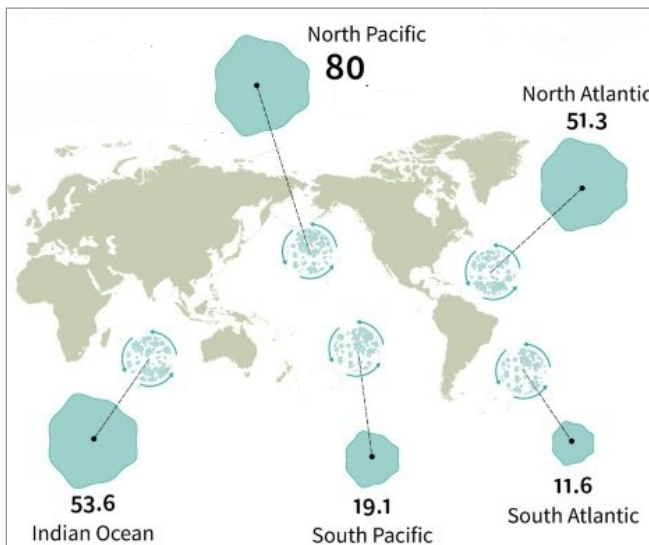 North Pacific
80
North Atlantic
51.3
53.6
Indian Ocean
19.1
South Pacific
11.6
South Atlantic